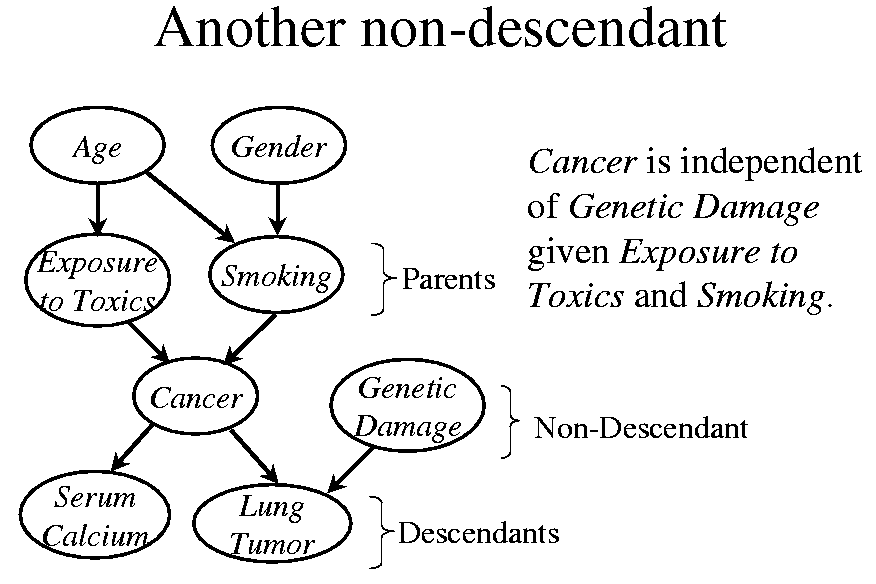 Another non-descendant
Age
Gender
Cancer is independent
of Genetic Damage
given Exposure to
Toxics and Smoking.
Exposure
to Toxics
Smoking
Parents
Cancer
Genetic
Damage
Non-Descendant
Serum
Calcium
Lung
Tumor
Descendants